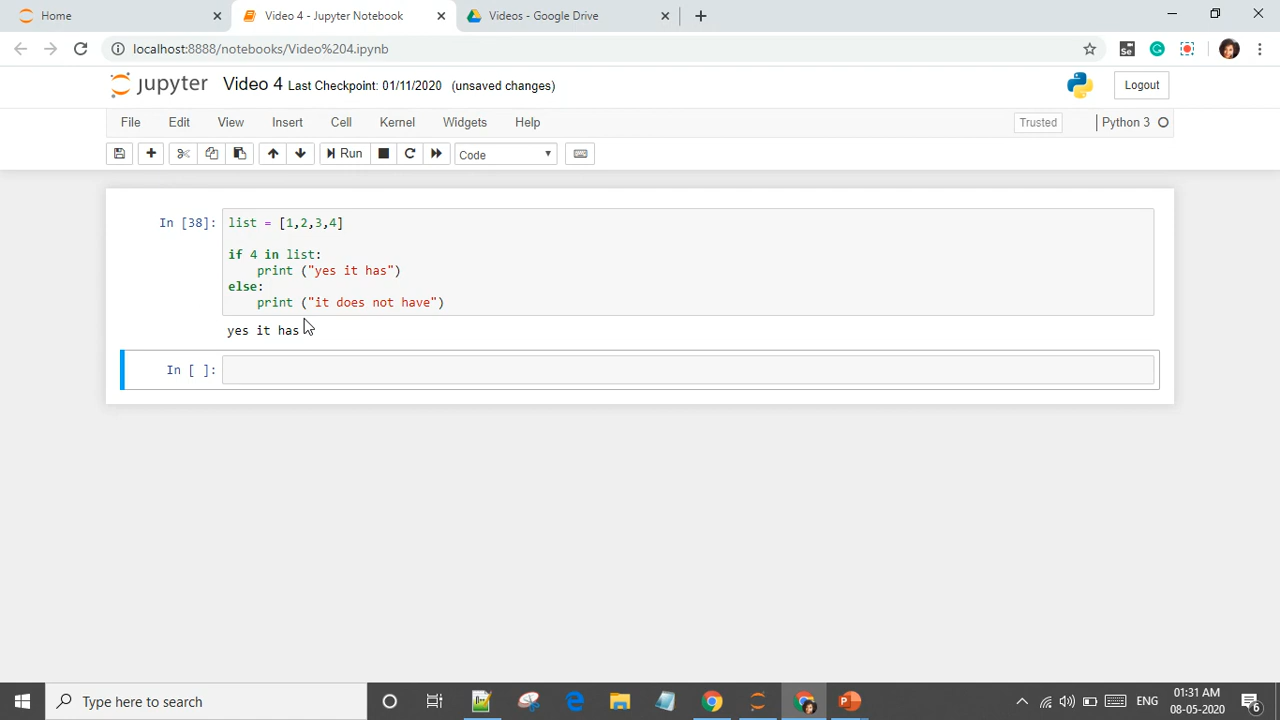 Home
Video 4 - Jupyter Notebook
Videos - Google Drive
localhost:8888/notebooks/Video%204.ipynb
jupyter Video 4 Last Checkpoint: 01/11/2020 (unsaved changes) Logout
File Edit View Insert Cell Kernel Widgets Help Trusted Python 3
Run Code
In [38]: list = [1,2,3,4]
if 4 in list:
    print ("yes it has")
else:
    print ("it does not have")
yes it has
In [ ]:
Type here to search
ENG
01:31 AM
08-05-2020
6